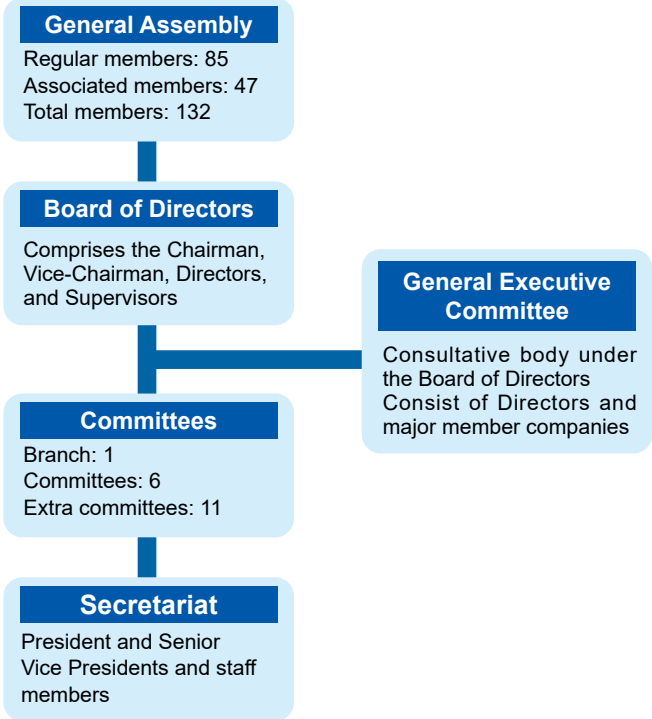 General Assembly
Regular members: 85
Associated members: 47
Total members: 132
Board of Directors
Comprises the Chairman,
Vice-Chairman, Directors,
and Supervisors
General Executive
Committee
Consultative body under
the Board of Directors
Consist of Directors and
major member companies
Committees
Branch: 1
Committees: 6
Extra committees: 11
Secretariat
President and Senior
Vice Presidents and staff
members